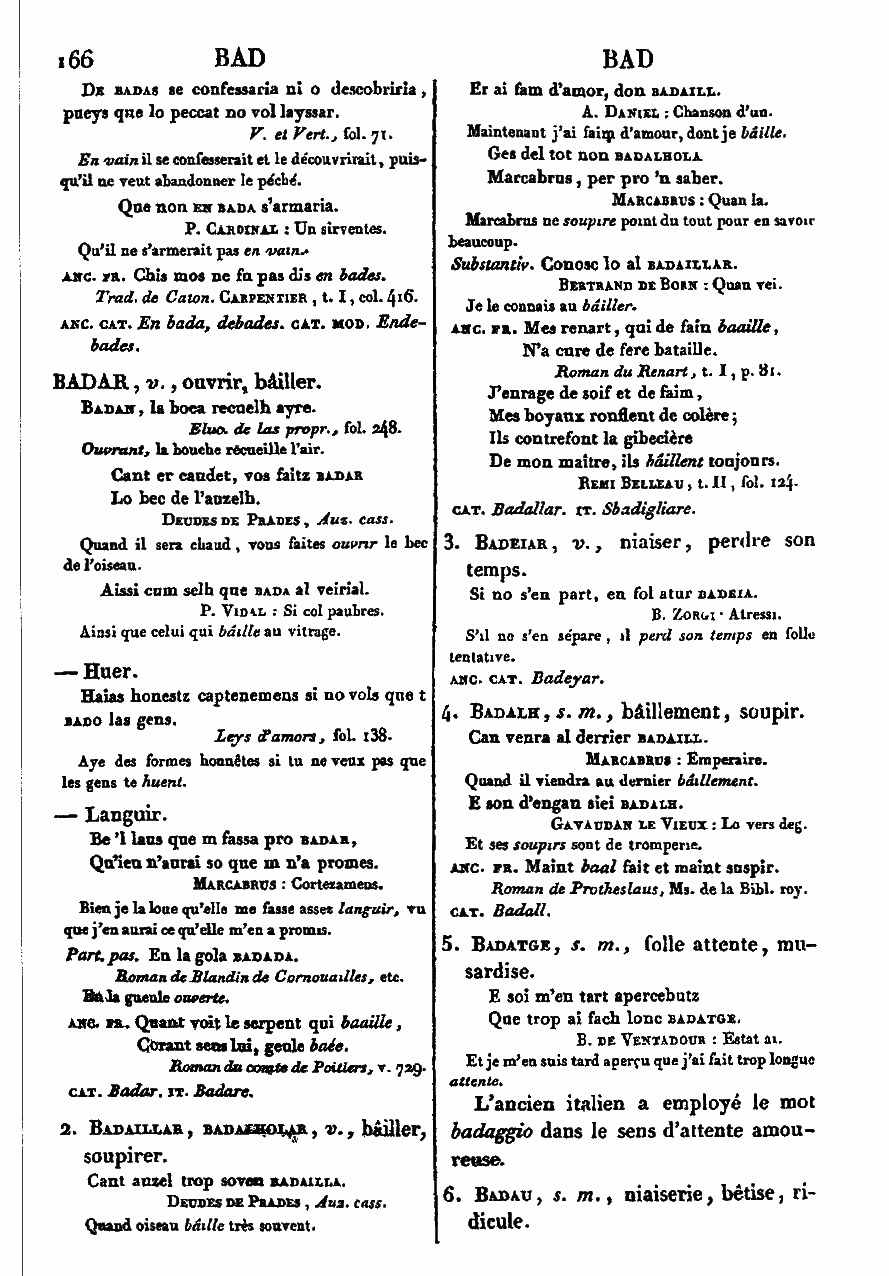 166 BAD BAD
De badas se confessaria ni o descobriria,
pueys que lo peccat no vol layssar.
V. et Vert., fol. 71.
En vain il se confesserait et le découvrirait, puis-
qu'il ne veut abandonner le péché.
Que non en bada s'armaria.
P. Cardinal : Un sirventes.
Qu'il ne s'armerait pas en vain.
anc. fr. Chis mos ne fu pas dis en bades.
Trad. de Caton. Carpentier, t. I, col. 416.
anc. cat. En bada, debades. cat. mod. Ende-
bades.
BADAR, v., ouvrir, bâiller.
Badan, la boca recuelh ayre.
Eluc. de las propr., fol. 248.
Ouvrant, la bouche récueille l'air.
Cant er caudet, vos faitz badar
Lo bec de l'auzelh.
Deudes de Prades, Auz. cass.
Quand il sera chaud, vous faites ouvrir le bec
de l'oiseau.
Aissi cum selh que bada al veirial.
P. Vidal : Si col paubres.
Ainsi que celui qui bâille au vitrage.
— Huer.
Haias honestz captenemens si no vols que t
bado las gens.
Leys d'amors, fol. 138.
Aye des formes honnêtes si tu ne veux pas que
les gens te huent.
— Languir.
Be 'l laus que m fassa pro badar,
Qu'ieu n'aurai so que m n'a promes.
Marcabrus : Cortezamens.
Bien je la loue qu'elle me fasse assez languir, vu
que j'en aurai ce qu'elle m'en a promis.
Part. pas. En la gola badada.
Roman de Blandin de Cornouailles, etc.
En la gueule ouverte.
anc. fr. Quant voit le serpent qui baaille,
Corant sens lui, geule baée.
Roman du comte de Poitiers, v. 729.
cat. Badar. it. Badare.
2. Badaillar, badalholar, v., bâiller,
soupirer.
Cant auzel trop soven badailla.
Deudes de Prades, Auz. cass.
Quand oiseau bâille très souvent.
Er ai fam d'amor, don badaill.
A. Daniel : Chanson d'un.
Maintenant j'ai faim d'amour, dont je bâille.
Ges del tot non badalhola
Marcabrus, per pro 'n saber.
Marcabrus : Quan la.
Marcabrus ne soupire point du tout pour en savoir
beaucoup.
Substantiv. Conosc lo al badaillar.
Bertrand de Born : Quan vei.
Je le connais au bâiller.
anc. fr. Mes renart, qui de fain baaille,
N'a cure de fere bataille.
Roman du Renart, t. I, p. 81.
J'enrage de soif et de faim,
Mes boyaux ronflent de colère;
Ils contrefont la gibecière
De mon maître, ils bâillent toujours.
Remi Belleau, t. II, fol. 124.
cat. Badallar. it. Sbadigliare.
3. Badeiar, v., niaiser, perdre son
temps.
Si no s'en part, en fol atur badeia.
B. Zorgi : Atressi.
S'il ne s'en sépare, il perd son temps en folle
tentative.
anc. cat. Badeyar.
4. Badalh, s. m., bâillement, soupir.
Can venra al derrier badaill.
Marcabrus : Emperaire.
Quand il viendra au dernier bâillement.
E son d'engan siei badalh.
Gavaudan le Vieux : Lo vers deg.
Et ses soupirs sont de tromperie.
anc. fr. Maint baal fait et maint suspir.
Roman de Protheslaus, Ms. de la Bibl. roy.
cat. Badall.
5. Badatge, s. m., folle attente, mu-
sardise.
E soi m'en tart apercebutz
Que trop ai fach lonc badatge.
B. de Ventadour : Estat ai.
Et je m'en suis tard aperçu que j'ai fait trop longue
attente.
L'ancien italien a employé le mot
badaggio dans le sens d'attente amou-
reuse.
6. Badau, s. m., niaiserie, bêtise, ri-
dicule.